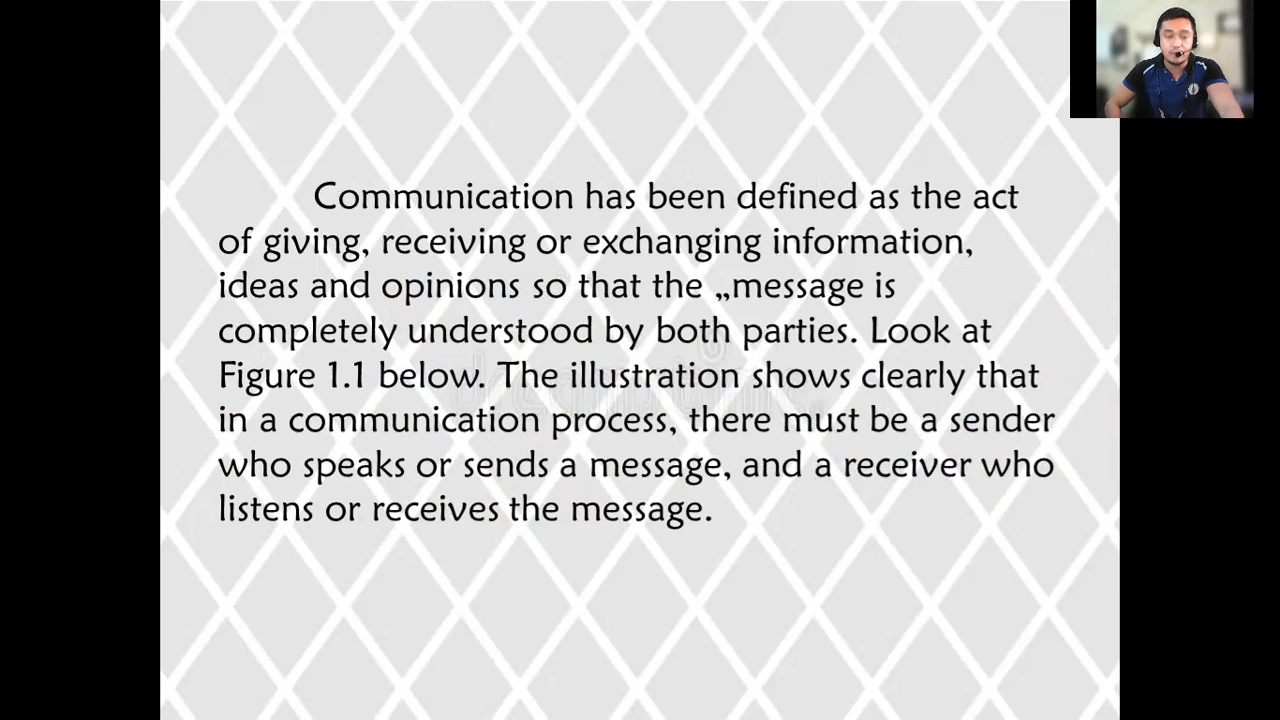 Communication has been defined as the act
of giving, receiving or exchanging information,
ideas and opinions so that the „message is
completely understood by both parties. Look at
Figure 1.1 below. The illustration shows clearly that
in a communication process, there must be a sender
who speaks or sends a message, and a receiver who
listens or receives the message.